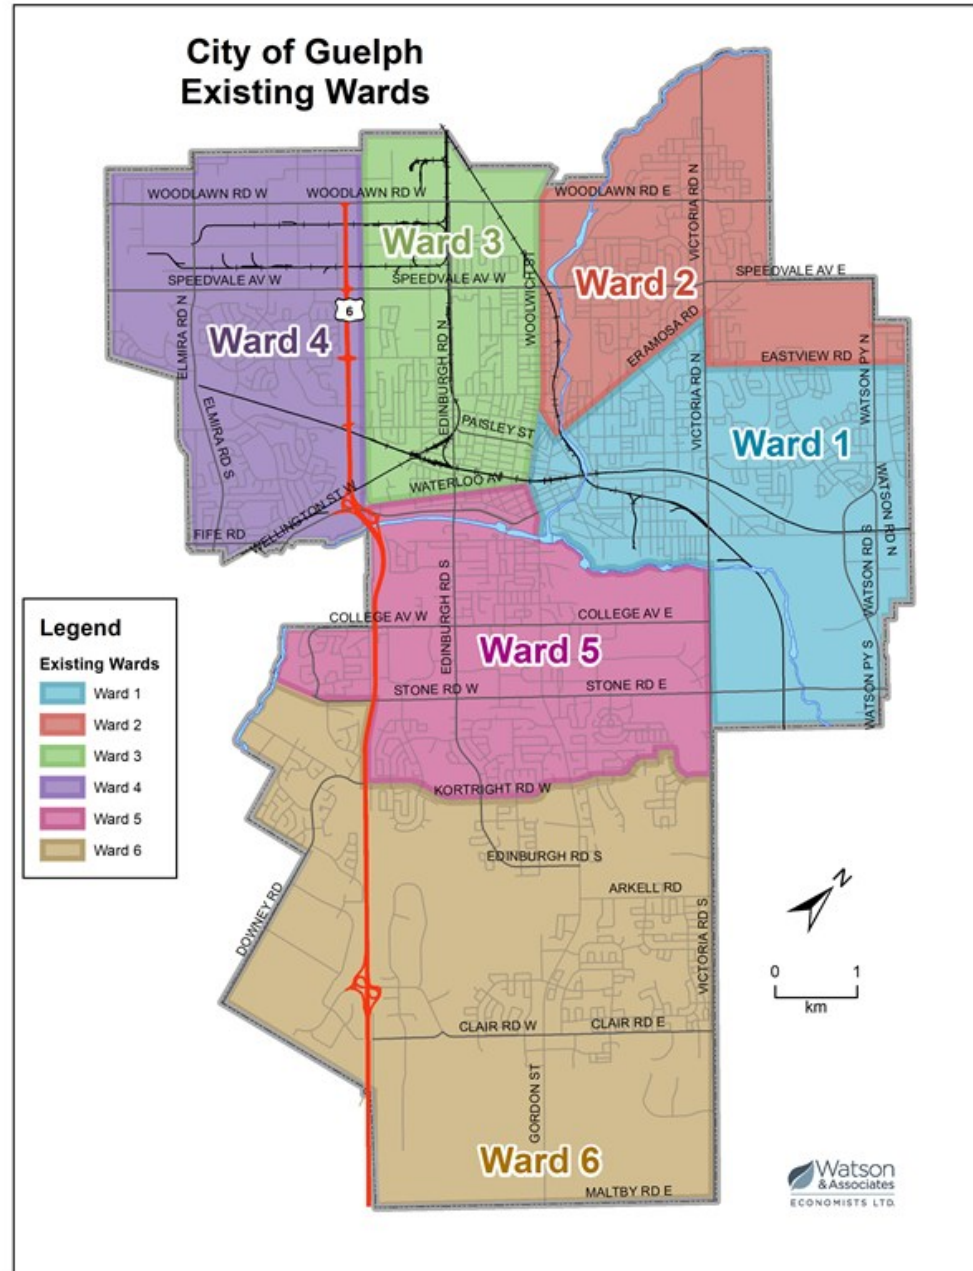 City of Guelph
Existing Wards
WOODLAWN RD W
WOODLAWN RD W
WOODLAWN RD E
VICTORIA RD N
Ward 3
SPEEDVALE AV W
SPEEDVALE AV W
WOOLWICH ST
Ward 2
SPEEDVALE AV E
6
ELMIRA RD N
Ward 4
EDINBURGH RD N
ERAMOSA RD
EASTVIEW RD
WATSON PY N
VICTORIA RD N
ELMIRA RD S
PAISLEY ST
Ward 1
WATERLOO AV
WELLINGTON ST W
FIFE RD
WATSON RD N
WATSON RD S
EDINBURGH RD S
COLLEGE AV W
COLLEGE AV E
Ward 5
STONE RD W
STONE RD E
WATSON PY S
Legend
Existing Wards
Ward 1
Ward 2
Ward 3
Ward 4
Ward 5
Ward 6
KORTRIGHT RD W
EDINBURGH RD S
ARKELL RD
DOWNEY RD
VICTORIA RD S
N
0 1
km
CLAIR RD W
CLAIR RD E
GORDON ST
Ward 6
MALTBY RD E
Watson
& Associates
ECONOMISTS LTD.